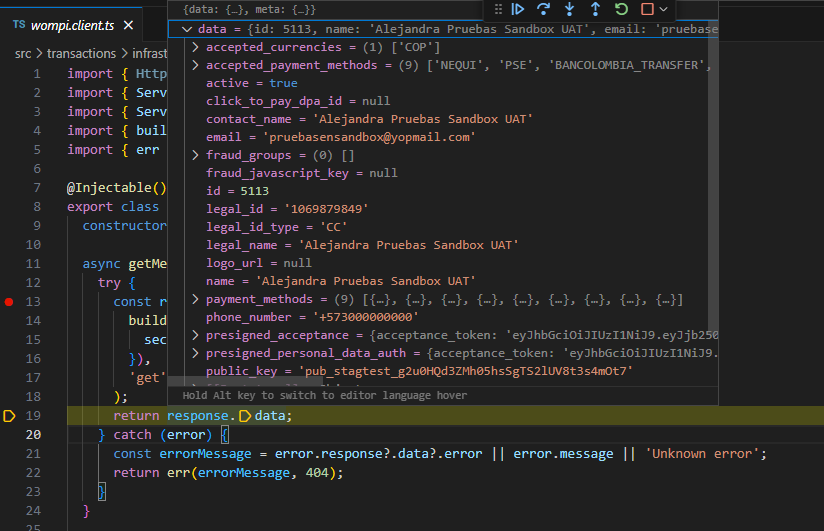 TS wompi.client.ts ×
src > transactions > infrast
{data: {…}, meta: {…}}
data = {id: 5113, name: 'Alejandra Pruebas Sandbox UAT', email: 'pruebase
accepted_currencies = (1) ['COP']
accepted_payment_methods = (9) ['NEQUI', 'PSE', 'BANCOLOMBIA_TRANSFER',
active = true
click_to_pay_dpa_id = null
contact_name = 'Alejandra Pruebas Sandbox UAT'
email = 'pruebasensandbox@yopmail.com'
fraud_groups = (0) []
fraud_javascript_key = null
id = 5113
legal_id = '1069879849'
legal_id_type = 'CC'
legal_name = 'Alejandra Pruebas Sandbox UAT'
logo_url = null
name = 'Alejandra Pruebas Sandbox UAT'
payment_methods = (9) [{…}, {…}, {…}, {…}, {…}, {…}, {…}, {…}, {…}]
phone_number = '+573000000000'
presigned_acceptance = {acceptance_token: 'eyJhbGciOiJIUzI1NiJ9.eyJjb250
presigned_personal_data_auth = {acceptance_token: 'eyJhbGciOiJIUzI1NiJ9.
public_key = 'pub_stagtest_g2u0HQd3ZMh05hsSgTS2lUV8t3s4mOt7'
Hold Alt key to switch to editor language hover
1 import { Http
2 import { Serv
3 import { Serv
4 import { buil
5 import { err
6
7 @Injectable()
8 export class
9 constructor
10
11 async getMe
12 try {
13 const r
14 build
15 sec
16 }),
17 'get'
18 );
19 return response.data;
20 } catch (error) {
21 const errorMessage = error.response?.data?.error || error.message || 'Unknown error';
22 return err(errorMessage, 404);
23 }
24 }
25